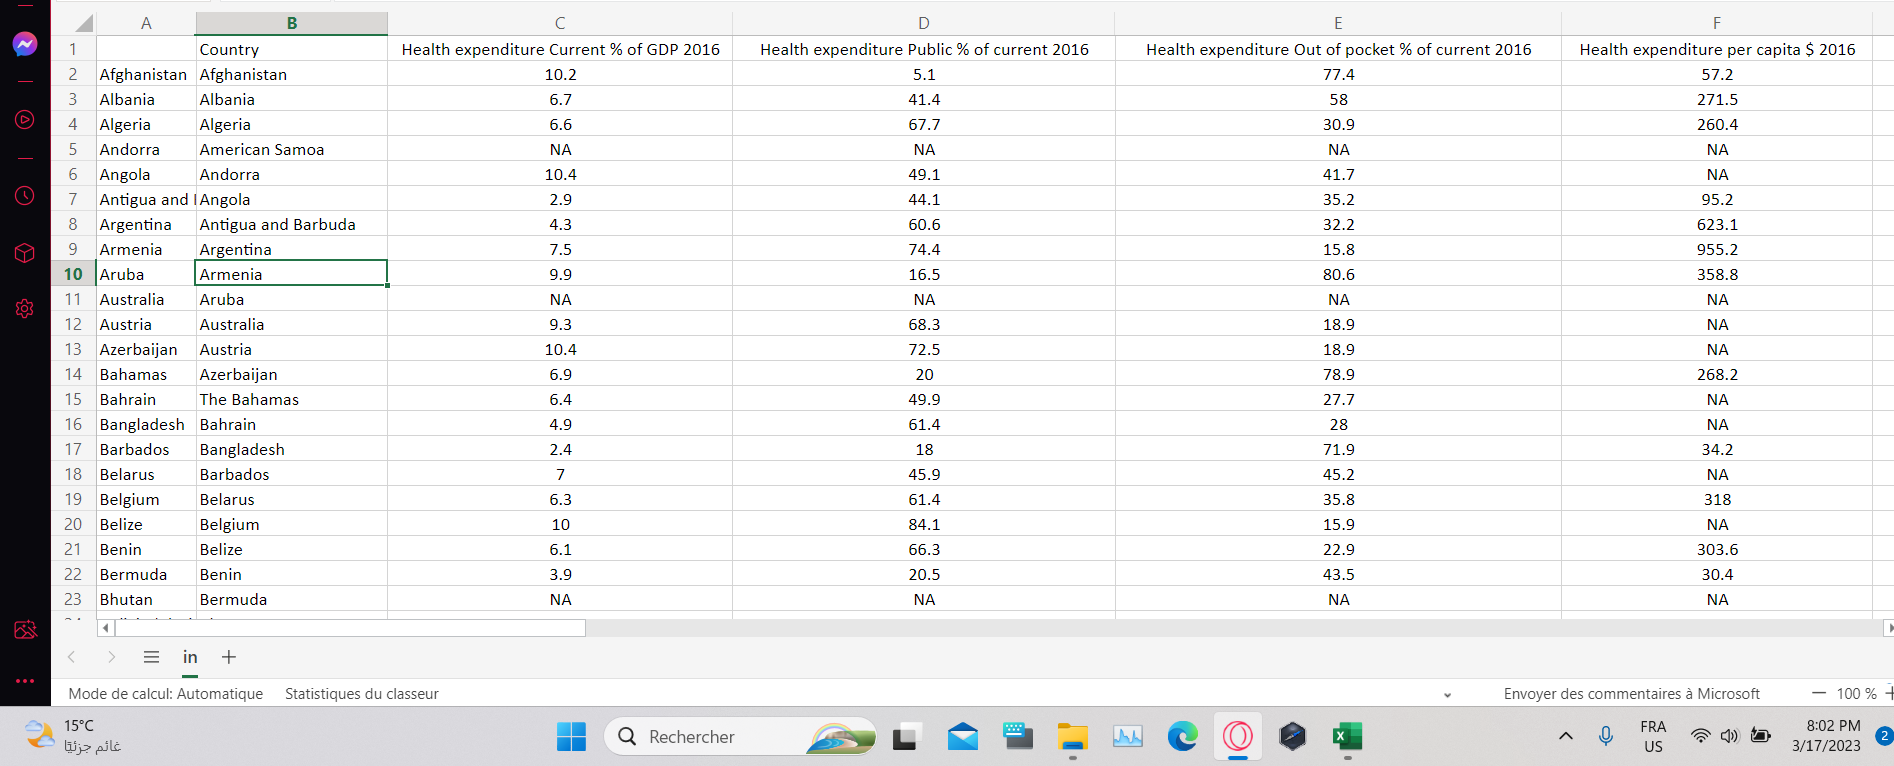 A B C D E F
1 Country Health expenditure Current % of GDP 2016 Health expenditure Public % of current 2016 Health expenditure Out of pocket % of current 2016 Health expenditure per capita $ 2016
2 Afghanistan Afghanistan 10.2 5.1 77.4 57.2
3 Albania Albania 6.7 41.4 58 271.5
4 Algeria Algeria 6.6 67.7 30.9 260.4
5 Andorra American Samoa NA NA NA NA
6 Angola Andorra 10.4 49.1 41.7 NA
7 Antigua and Angola 2.9 44.1 35.2 95.2
8 Argentina Antigua and Barbuda 4.3 60.6 32.2 623.1
9 Armenia Argentina 7.5 74.4 15.8 955.2
10 Aruba Armenia 9.9 16.5 80.6 358.8
11 Australia Aruba NA NA NA NA
12 Austria Australia 9.3 68.3 18.9 NA
13 Azerbaijan Austria 10.4 72.5 18.9 NA
14 Bahamas Azerbaijan 6.9 20 78.9 268.2
15 Bahrain The Bahamas 6.4 49.9 27.7 NA
16 Bangladesh Bahrain 4.9 61.4 28 NA
17 Barbados Bangladesh 2.4 18 71.9 34.2
18 Belarus Barbados 7 45.9 45.2 NA
19 Belgium Belarus 6.3 61.4 35.8 318
20 Belize Belgium 10 84.1 15.9 NA
21 Benin Belize 6.1 66.3 22.9 303.6
22 Bermuda Benin 3.9 20.5 43.5 30.4
23 Bhutan Bermuda NA NA NA NA
in
Mode de calcul: Automatique Statistiques du classeur Envoyer des commentaires à Microsoft 100 %
15°C
غائم جزئيًا
Rechercher
FRA
US
8:02 PM
3/17/2023
2